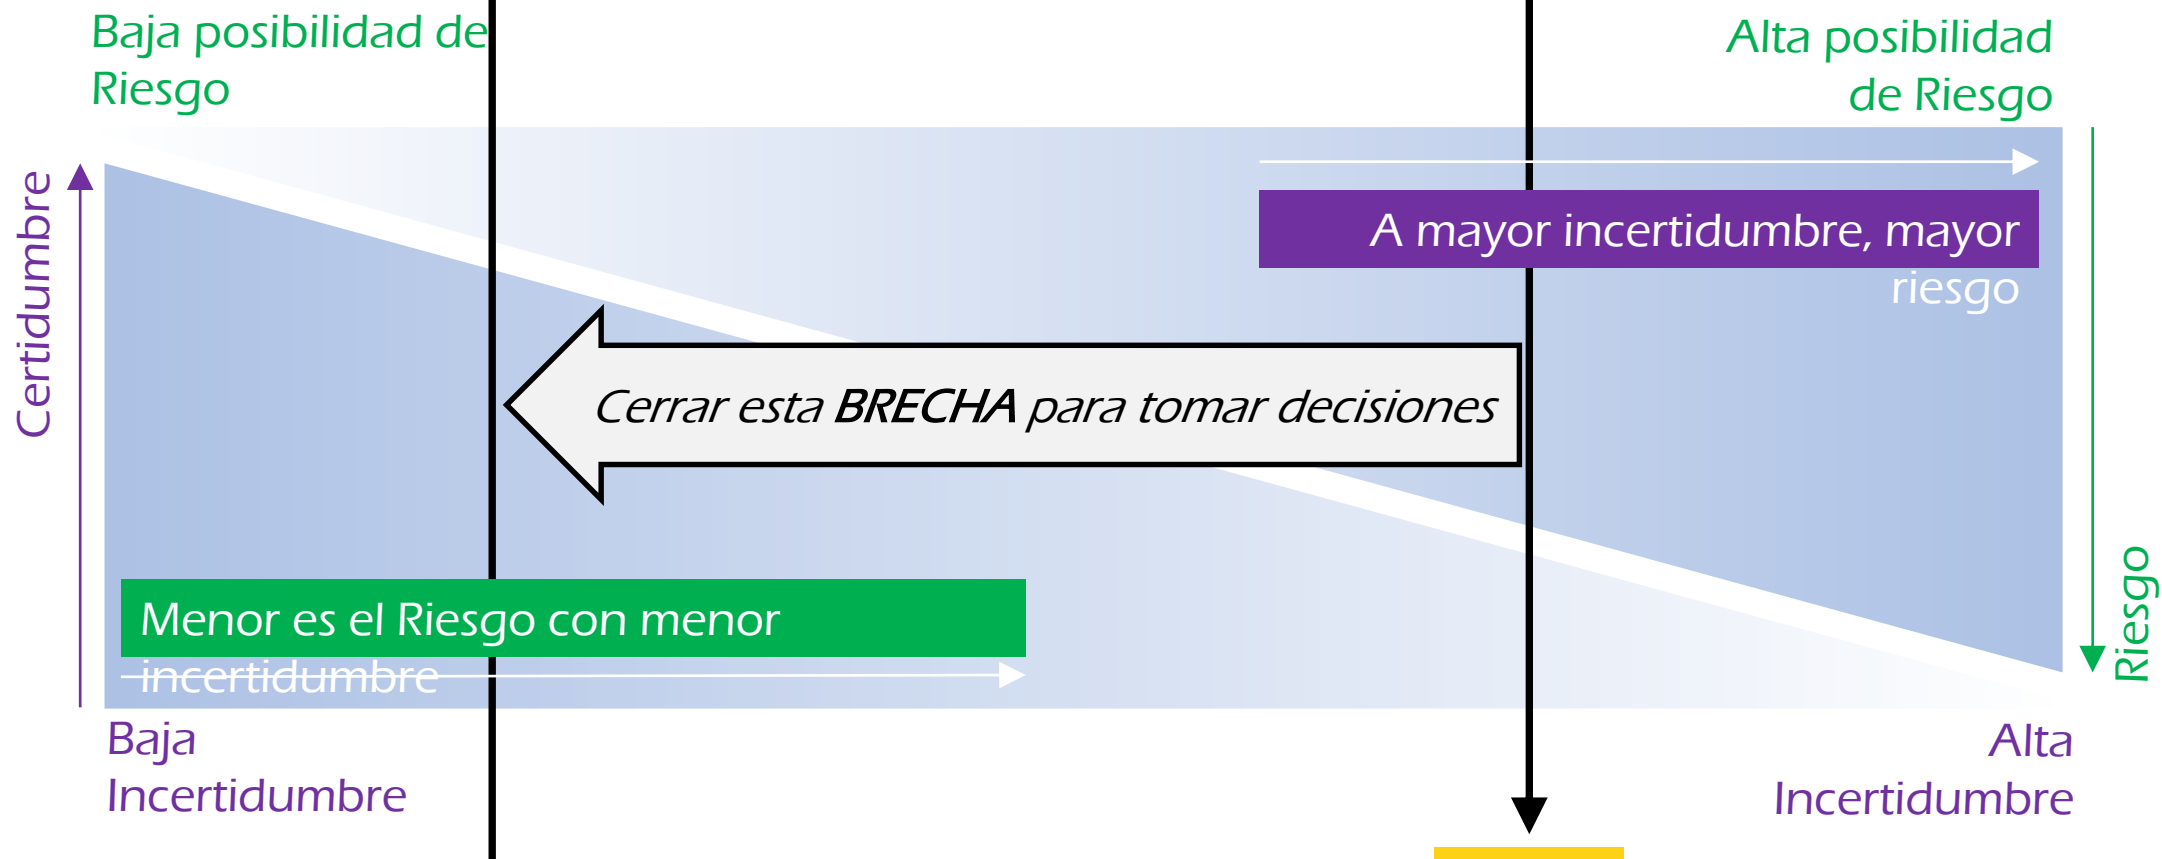 Baja posibilidad de
Riesgo
Alta posibilidad
de Riesgo
Certidumbre
A mayor incertidumbre, mayor
riesgo
Cerrar esta BRECHA para tomar decisiones
Menor es el Riesgo con menor
incertidumbre
Riesgo
Baja
Incertidumbre
Alta
Incertidumbre